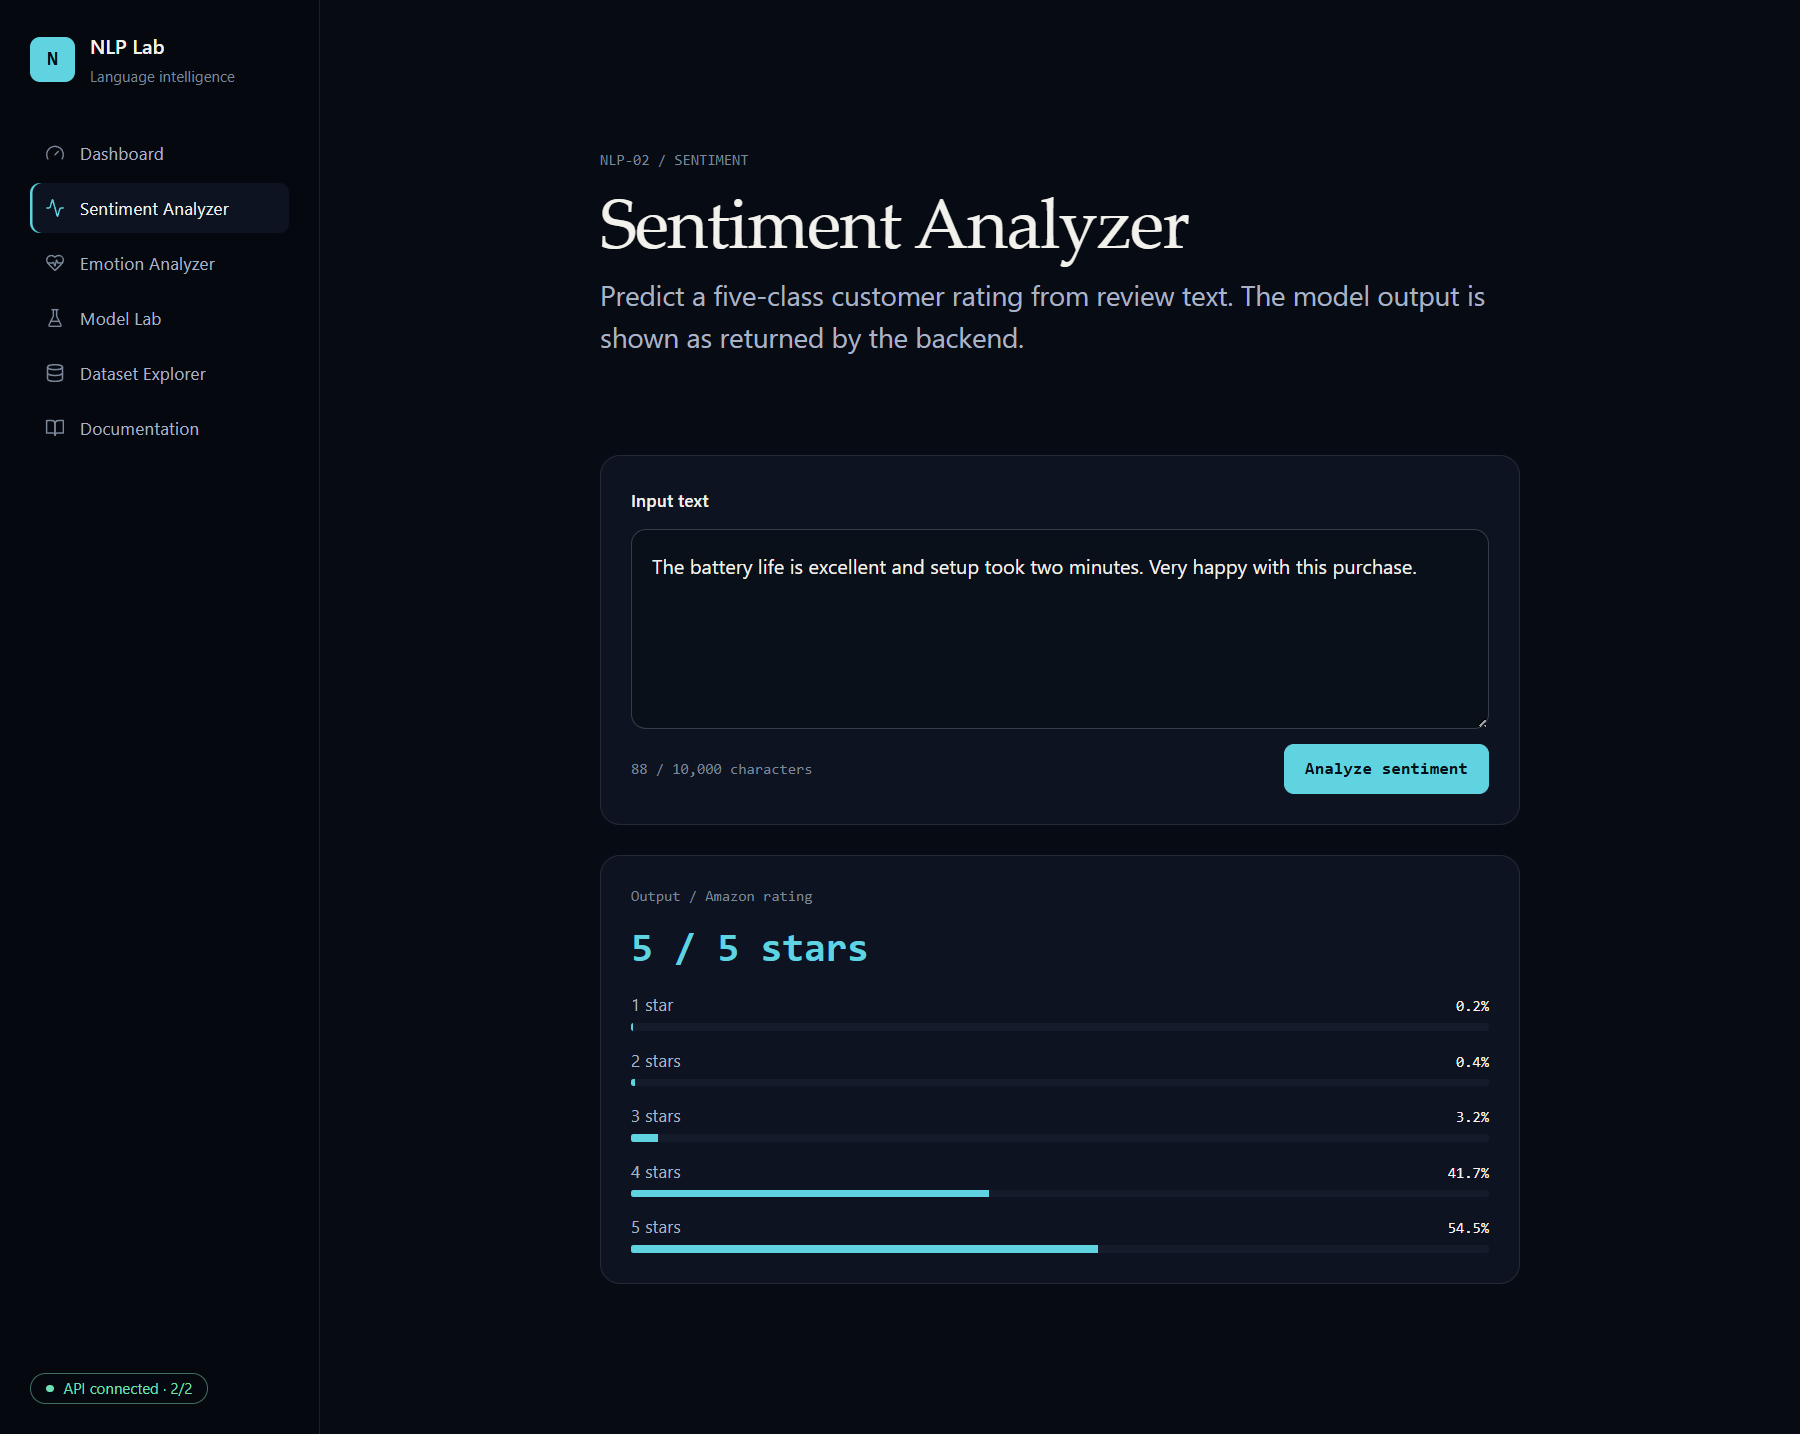 N
NLP Lab
Language intelligence
Dashboard
Sentiment Analyzer
Emotion Analyzer
Model Lab
Dataset Explorer
Documentation
API connected · 2/2
NLP-02 / SENTIMENT
Sentiment Analyzer
Predict a five-class customer rating from review text. The model output is
shown as returned by the backend.
Input text
The battery life is excellent and setup took two minutes. Very happy with this purchase.
88 / 10,000 characters
Analyze sentiment
Output / Amazon rating
5 / 5 stars
1 star 0.2%
2 stars 0.4%
3 stars 3.2%
4 stars 41.7%
5 stars 54.5%